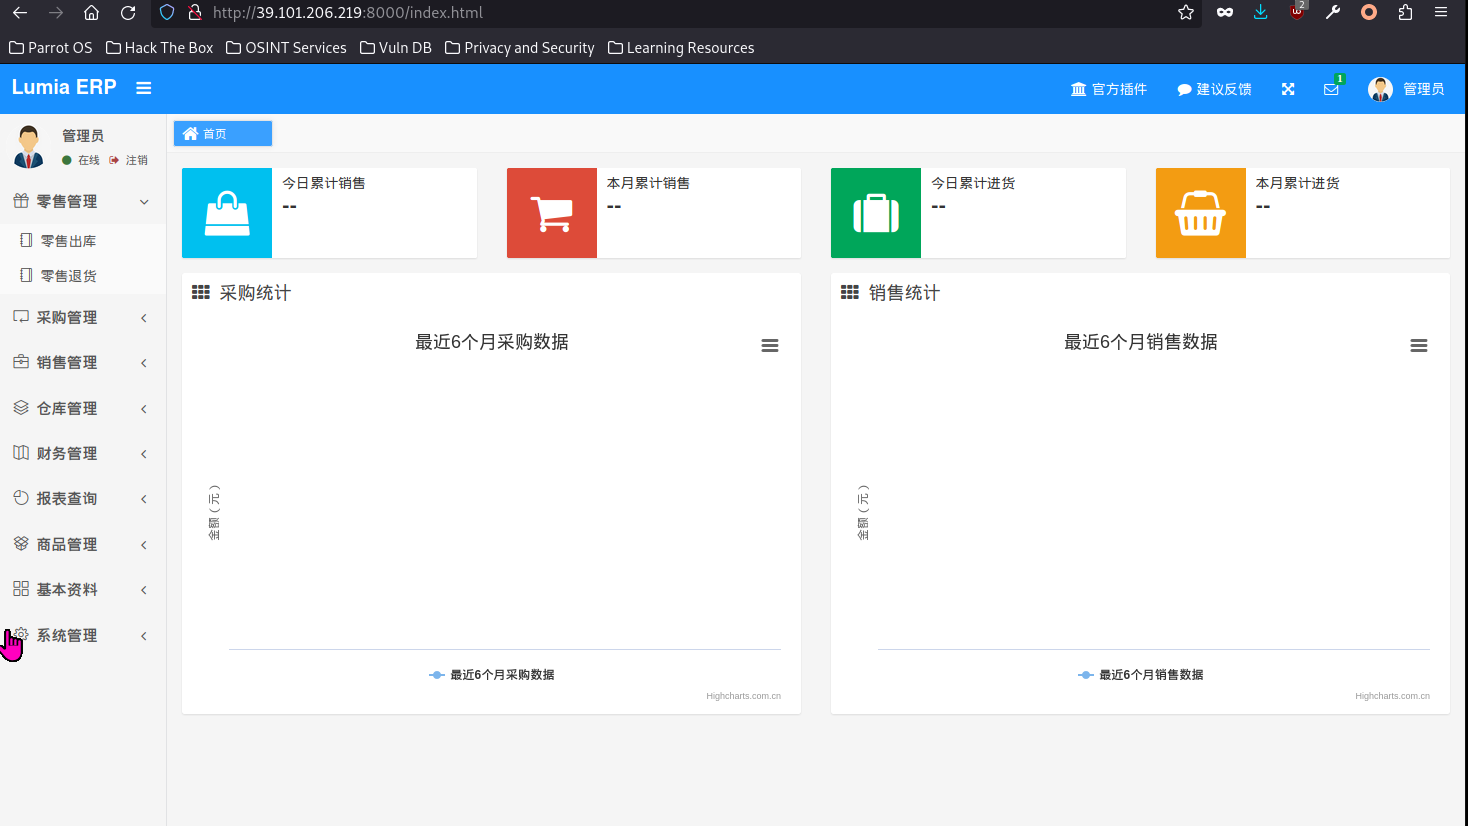 http://39.101.206.219:8000/index.html
2
Parrot OS Hack The Box OSINT Services Vuln DB Privacy and Security Learning Resources
Lumia ERP
官方插件 建议反馈 1 管理员
管理员
在线 注销
零售管理
零售出库
零售退货
采购管理
销售管理
仓库管理
财务管理
报表查询
商品管理
基本资料
系统管理
首页
今日累计销售
--
本月累计销售
--
今日累计进货
--
本月累计进货
--
采购统计
最近6个月采购数据
金额(元)
最近6个月采购数据
Highcharts.com.cn
销售统计
最近6个月销售数据
金额(元)
最近6个月销售数据
Highcharts.com.cn